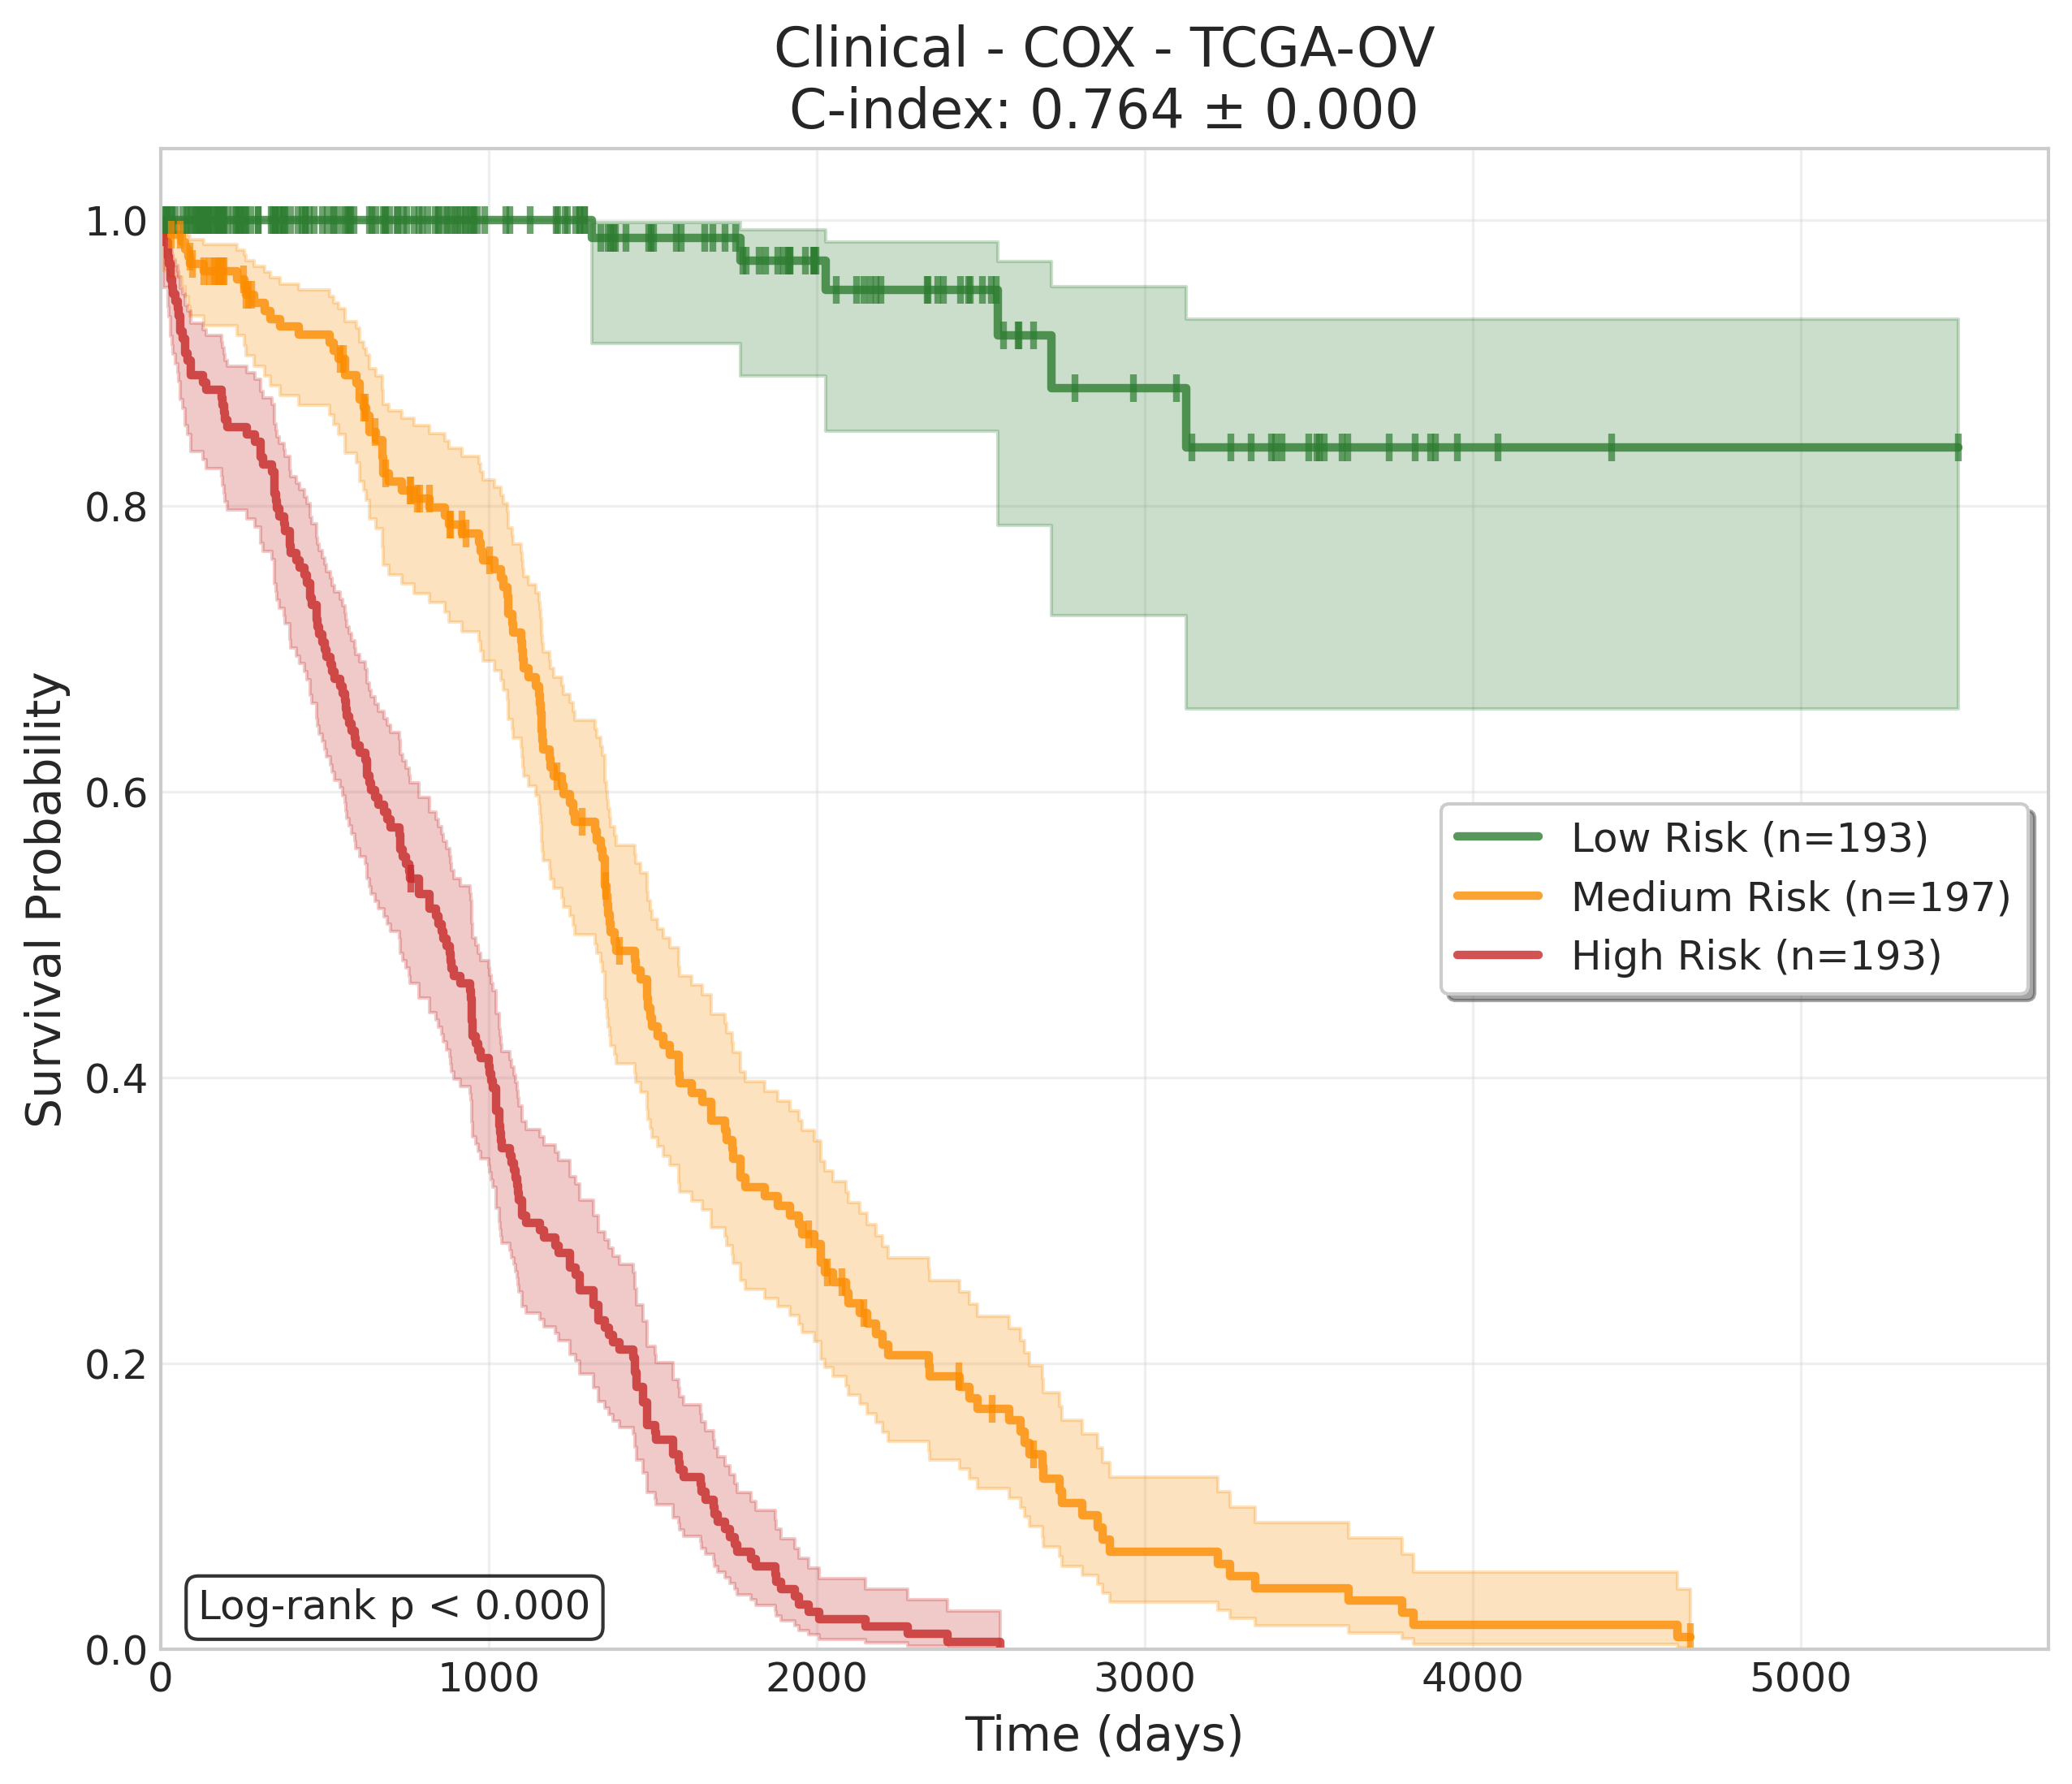 Clinical - COX - TCGA-OV
C-index: 0.764 ± 0.000
Survival Probability
1.0
0.8
0.6
0.4
0.2
0.0
Low Risk (n=193)
Medium Risk (n=197)
High Risk (n=193)
Log-rank p < 0.000
0 1000 2000 3000 4000 5000
Time (days)